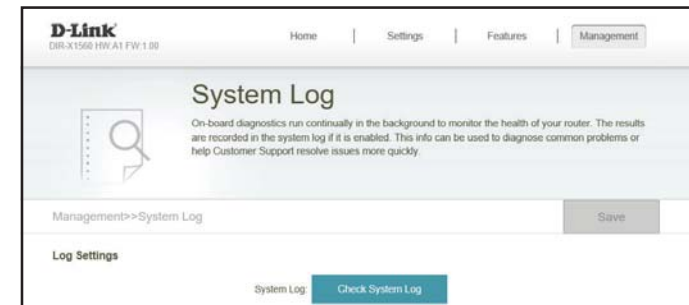 D-Link
DIR-X1560 HW:A1 FW:1.00
Home | Settings | Features | Management
System Log
On-board diagnostics run continually in the background to monitor the health of your router. The results
are recorded in the system log if it is enabled. This info can be used to diagnose common problems or
help Customer Support resolve issues more quickly.
Management>>System Log
Save
Log Settings
System Log: Check System Log